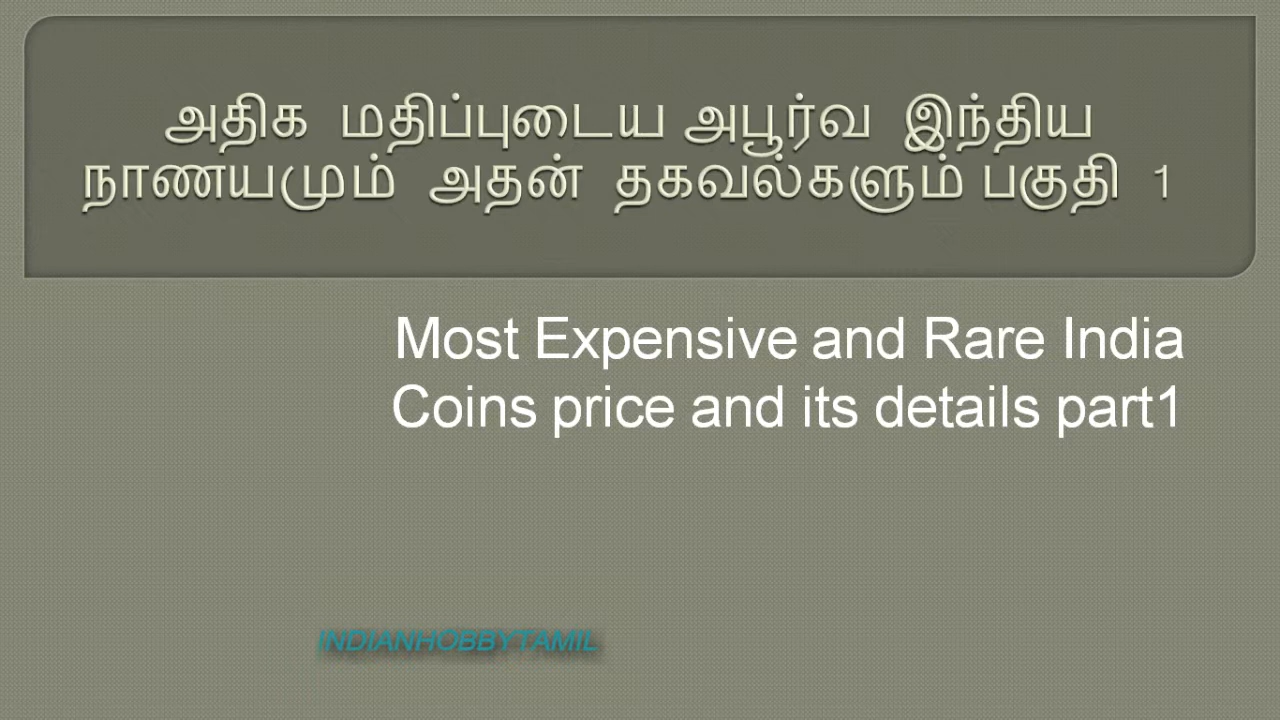 அதிக மதிப்புடைய அபூர்வ இந்திய
நாணயமும் அதன் தகவல்களும் பகுதி 1
Most Expensive and Rare India
Coins price and its details part1
INDIANHOBBYTAMIL